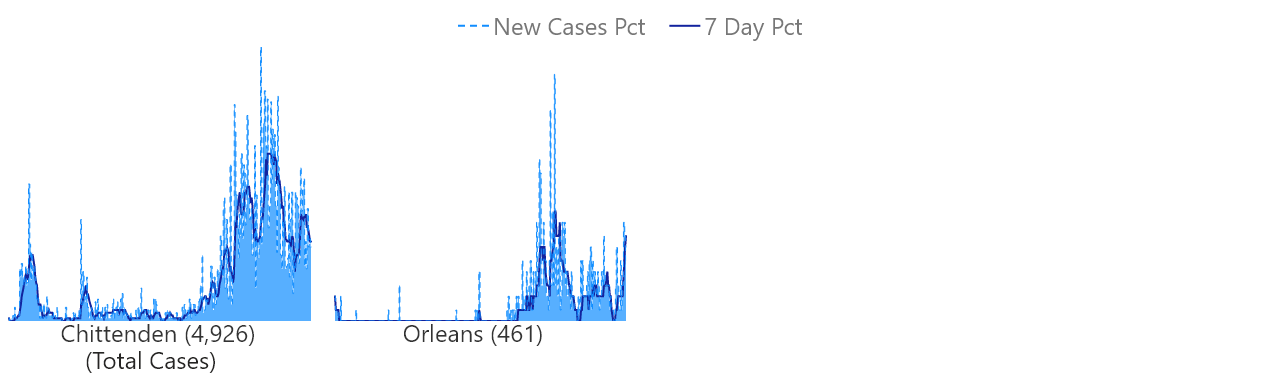 New Cases Pct 7 Day Pct
Chittenden (4,926) Orleans (461)
(Total Cases)